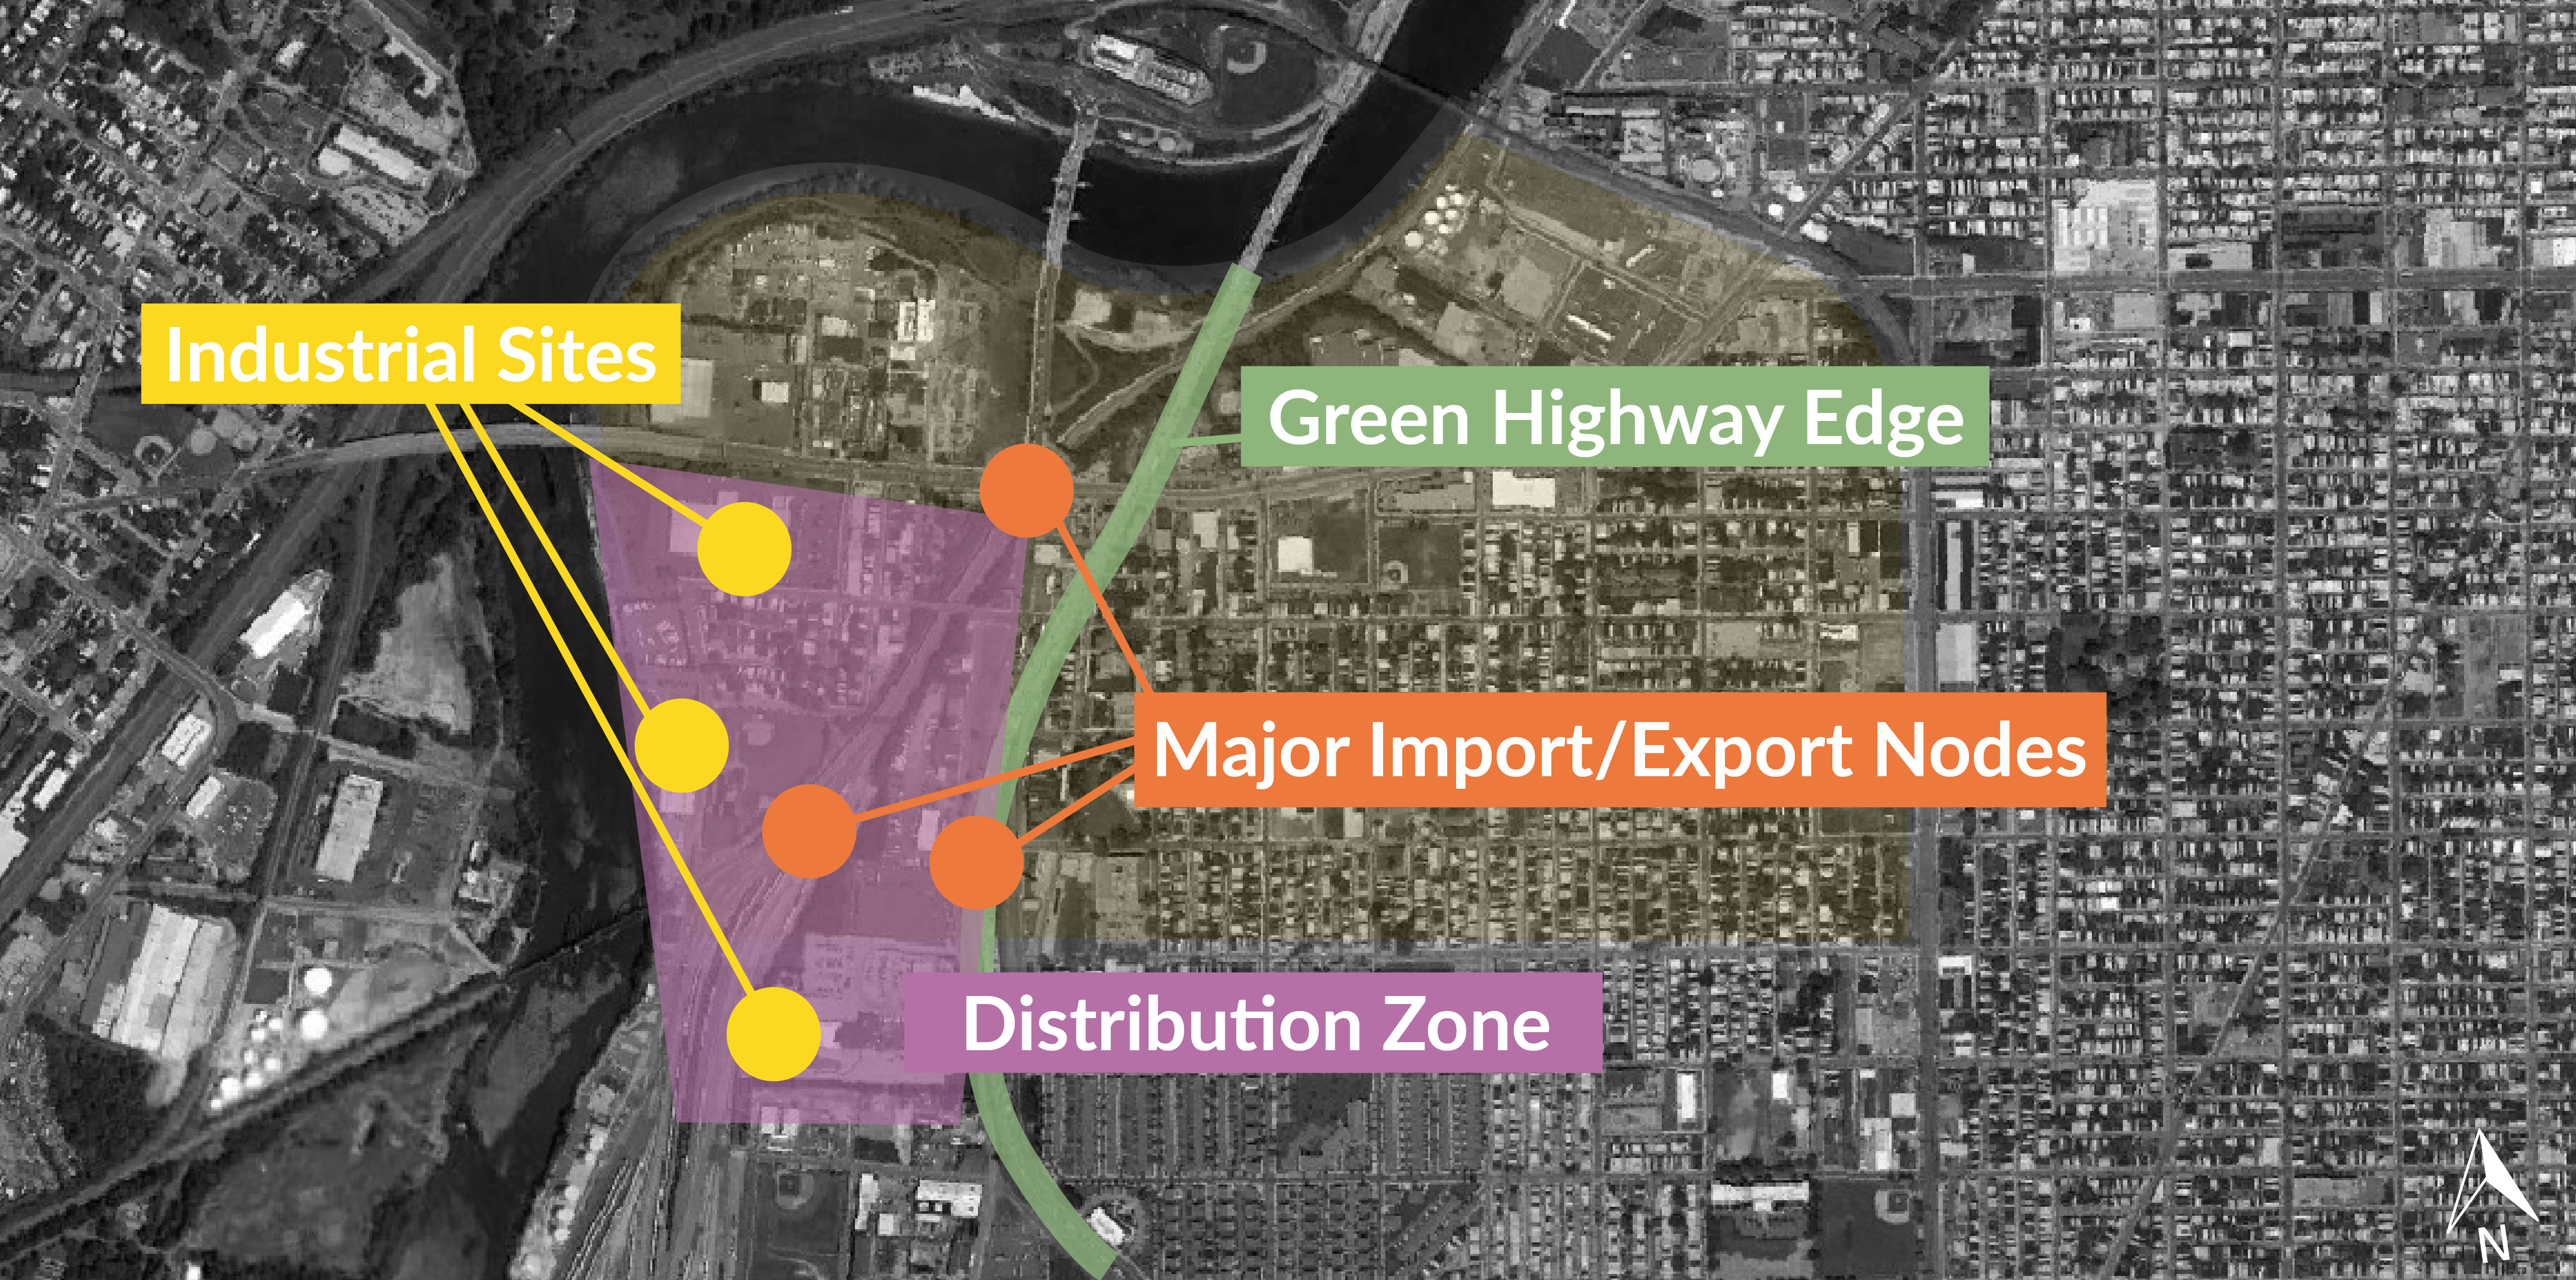 Industrial Sites
Green Highway Edge
Major Import/Export Nodes
Distribution Zone
N